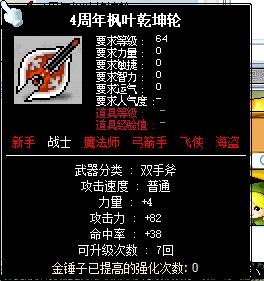 4周年枫叶乾坤轮
要求等级： 64
要求力量： 0
要求敏捷： 0
要求智力： 0
要求运气： 0
要求人气度： -
道具等级： -
道具经验值： -
新手 战士 魔法师 弓箭手 飞侠 海盗
武器分类 ： 双手斧
攻击速度 ： 普通
力量 ： +4
攻击力 ： +82
命中率 ： +38
可升级次数 ： 7回
金锤子已提高的强化次数: 0